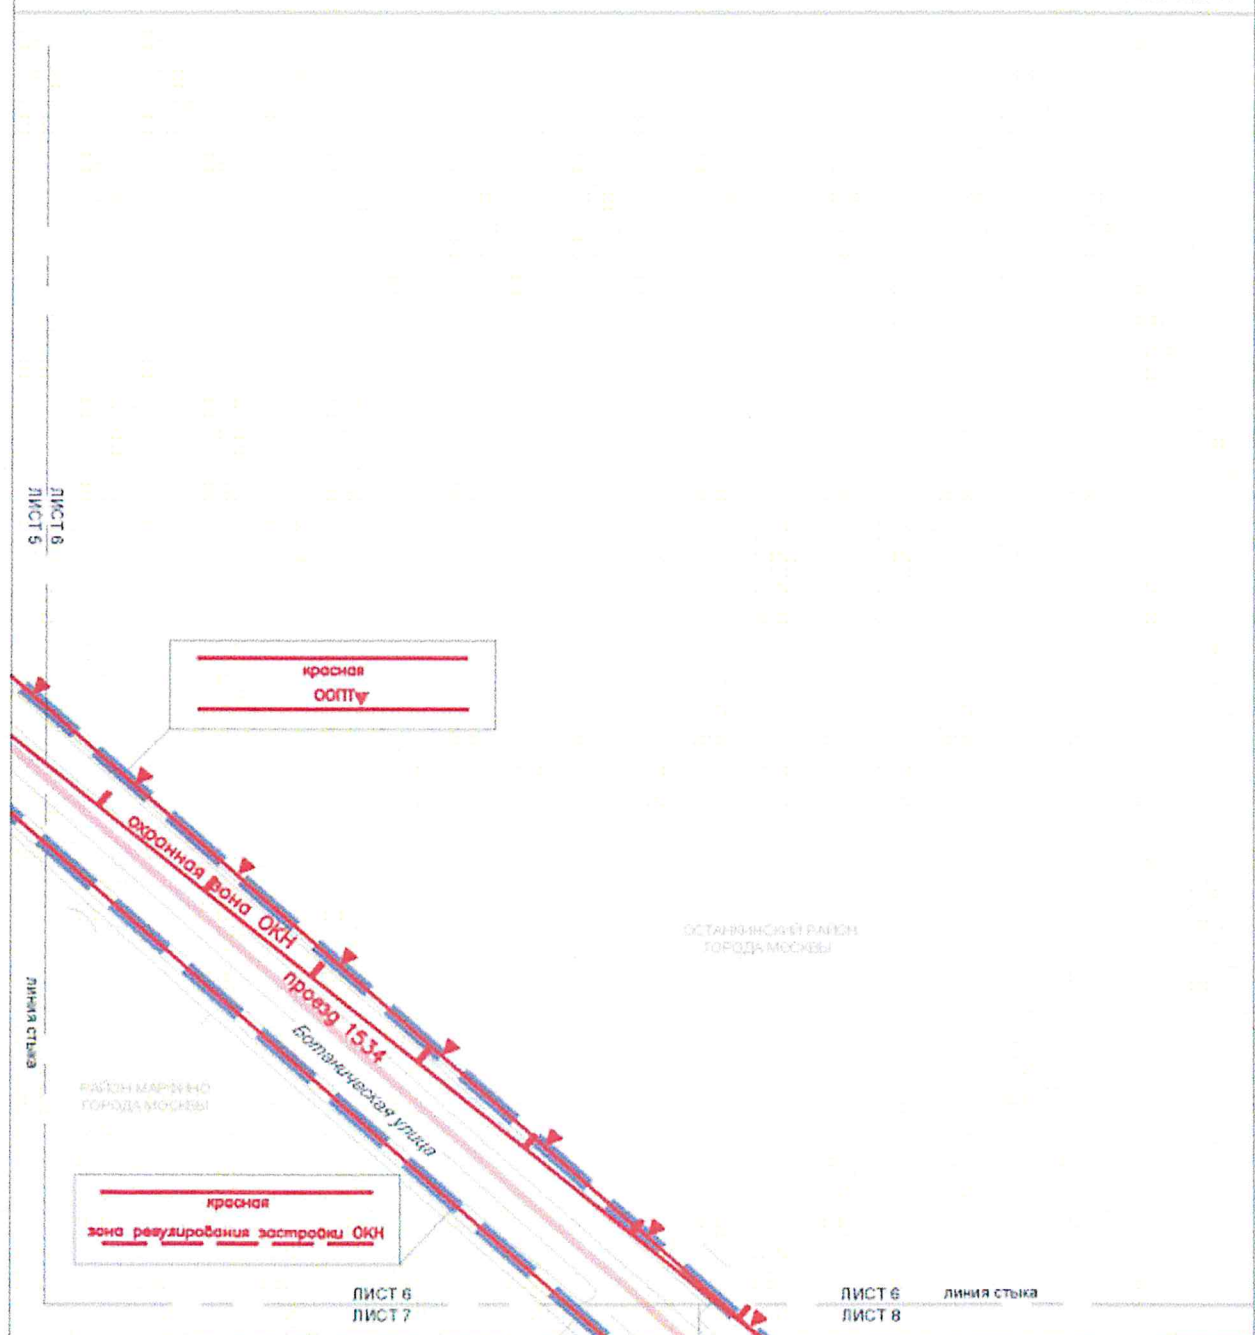 ЛИСТ 6
ЛИСТ 5
красная
ООПТ
охранная зона ОКН
проезд 1534
Ботаническая улица
ОСТАНКИНСКИЙ РАЙОН
ГОРОДА МОСКВЫ
линия стыка
РАЙОН МАРФИНО
ГОРОДА МОСКВЫ
красная
зона регулирования застройки ОКН
ЛИСТ 6
ЛИСТ 7
ЛИСТ 6 линия стыка
ЛИСТ 8